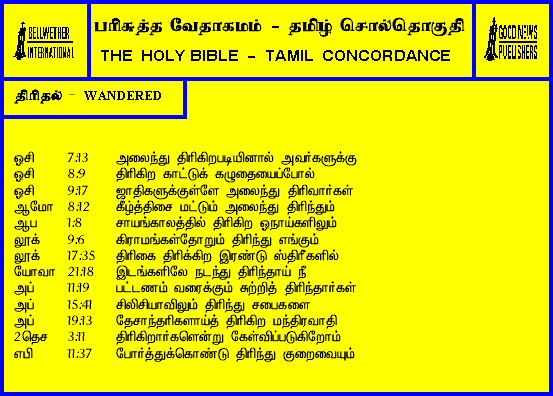 BELLWETHER INTERNATIONAL
பரிசுத்த வேதாகமம் - தமிழ் சொல்தொகுதி
THE HOLY BIBLE - TAMIL CONCORDANCE
GOOD NEWS PUBLISHERS
திரிதல் - WANDERED
ஓசி 7:13 அலைந்து திரிகிறபடியினால் அவர்களுக்கு
ஓசி 8:9 திரிகிற காட்டுக் கழுதையைப்போல்
ஓசி 9:17 ஜாதிகளுக்குள்ளே அலைந்து திரிவார்கள்
ஆமோ 8:12 கீழ்த்திசை மட்டும் அலைந்து திரிந்தும்
ஆப 1:8 சாயங்காலத்தில் திரிகிற ஓநாய்களிலும்
லூக் 9:6 கிராமங்கள்தோறும் திரிந்து எங்கும்
லூக் 17:35 திரிகை திரிக்கிற இரண்டு ஸ்திரீகளில்
யோவா 21:18 இடங்களிலே நடந்து திரிந்தாய் நீ
அப் 11:19 பட்டணம் வரைக்கும் சுற்றித் திரிந்தார்கள்
அப் 15:41 சிலிசியாவிலும் திரிந்து சபைகளை
அப் 19:13 தேசாந்தரிகளாய்த் திரிகிற மந்திரவாதி
2தெச 3:11 திரிகிறார்களென்று கேள்விப்படுகிறோம்
எபி 11:37 போர்த்துக்கொண்டு திரிந்து குறைவையும்